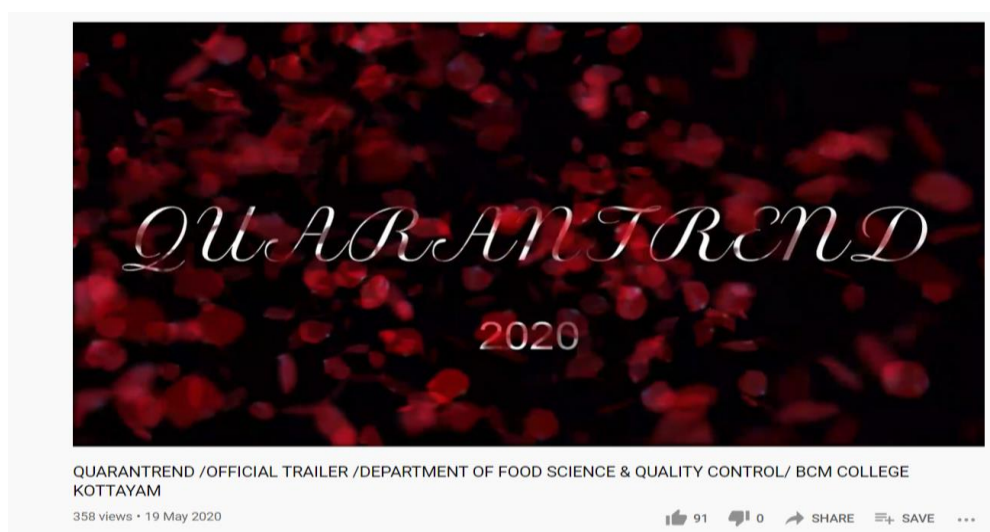 QUARANTREND
2020
QUARANTREND /OFFICIAL TRAILER /DEPARTMENT OF FOOD SCIENCE & QUALITY CONTROL/ BCM COLLEGE
KOTTAYAM
358 views • 19 May 2020 91 0 SHARE SAVE